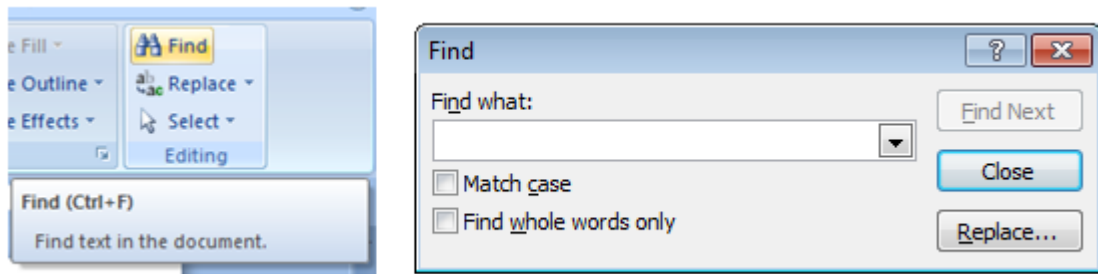 e Fill
Find
e Outline
Replace
e Effects
Select
Editing
Find (Ctrl+F)
Find text in the document.
Find
?
Find what:
Find Next
Match case
Close
Find whole words only
Replace...